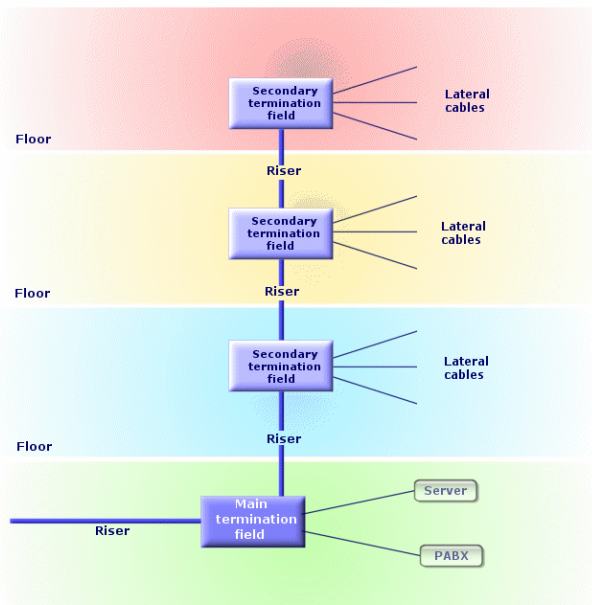 Secondary
termination
field
Lateral
cables
Floor
Riser
Secondary
termination
field
Lateral
cables
Floor
Riser
Secondary
termination
field
Lateral
cables
Floor
Riser
Main
termination
field
Server
Riser
PABX